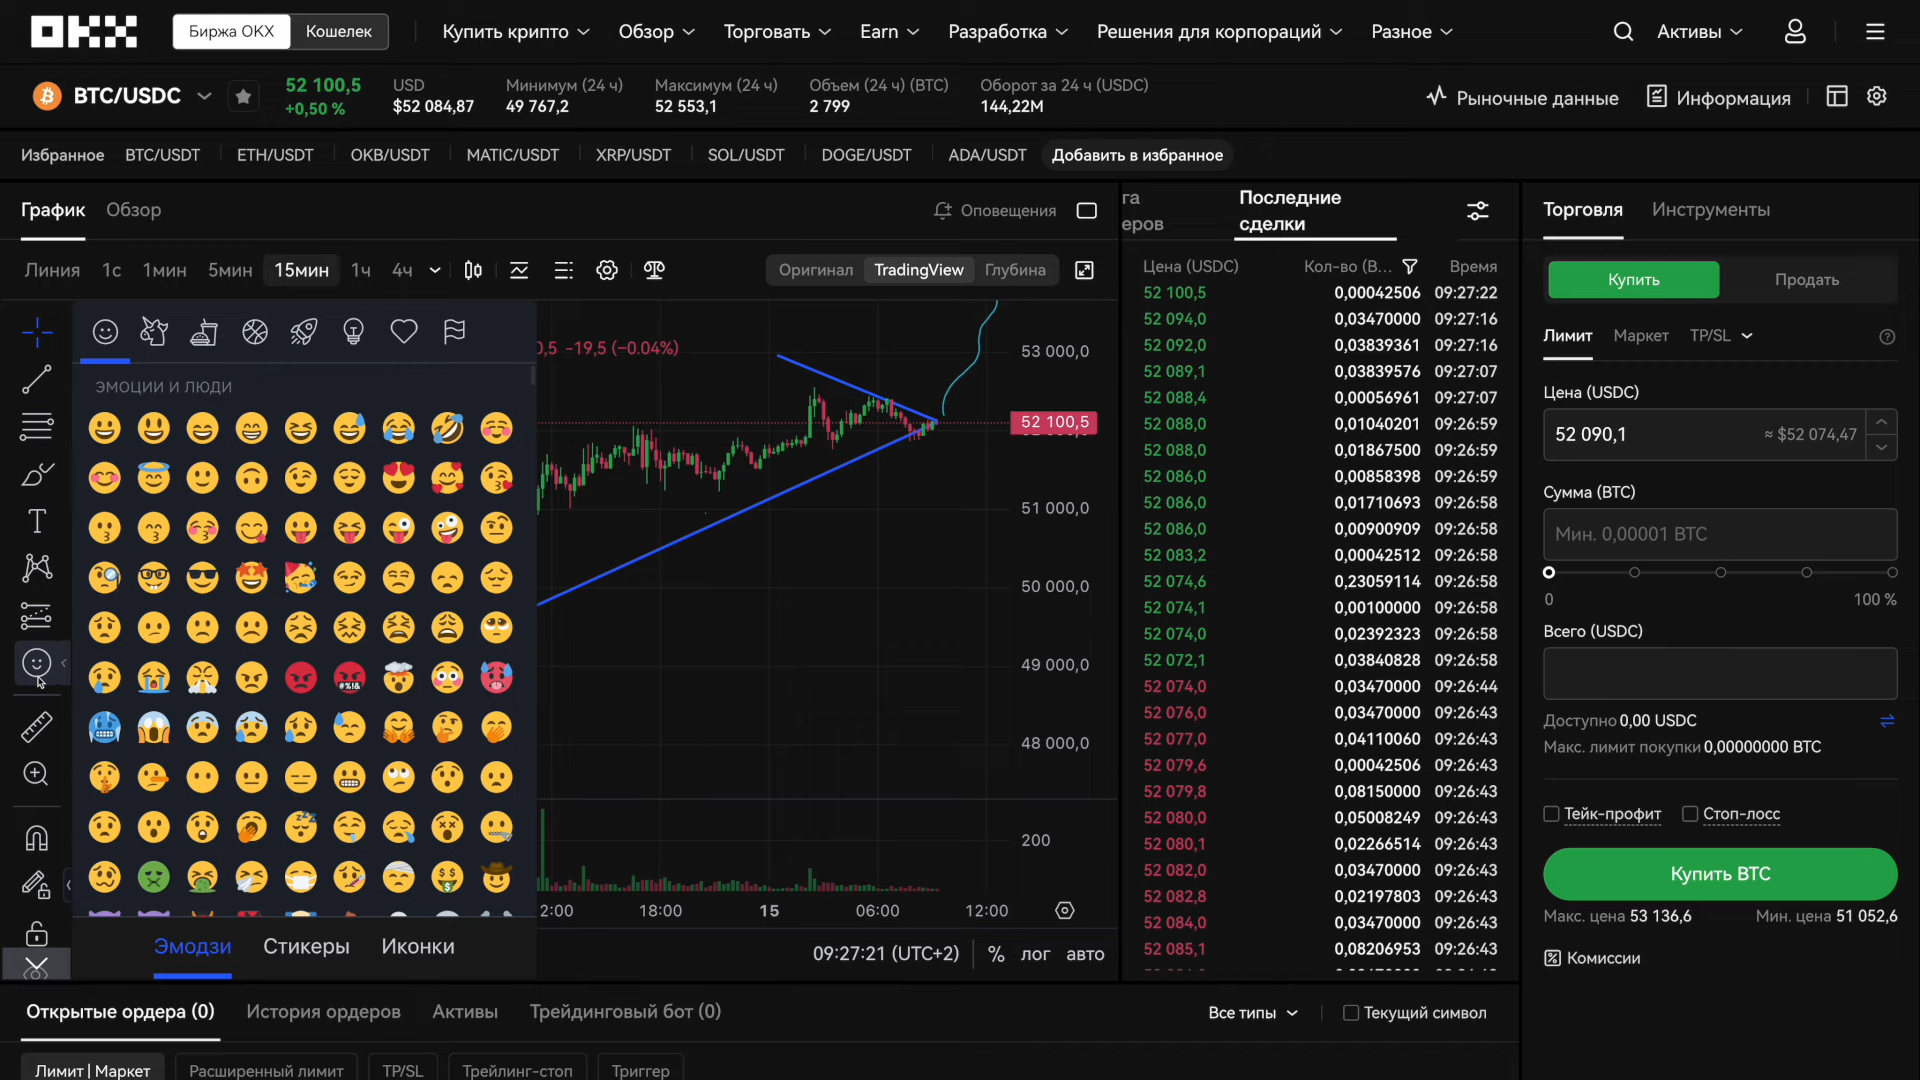 OKX
Биржа OKX
Кошелек
Купить крипто
Обзор
Торговать
Earn
Разработка
Решения для корпораций
Разное
Активы
BTC/USDC
52 100,5
+0,50 %
USD
$52 084,87
Минимум (24 ч)
49 767,2
Максимум (24 ч)
52 553,1
Объем (24 ч) (BTC)
2 799
Оборот за 24 ч (USDC)
144,22M
Рыночные данные
Информация
Избранное
BTC/USDT
ETH/USDT
OKB/USDT
MATIC/USDT
XRP/USDT
SOL/USDT
DOGE/USDT
ADA/USDT
Добавить в избранное
График
Обзор
Оповещения
Линия
1с
1мин
5мин
15мин
1ч
4ч
Оригинал
TradingView
Глубина
ЭМОЦИИ И ЛЮДИ
0,5 −19,5 (−0.04%)
53 000,0
52 100,5
51 000,0
50 000,0
49 000,0
48 000,0
200
2:00
18:00
15
06:00
12:00
09:27:21 (UTC+2)
%
лог
авто
Эмодзи
Стикеры
Иконки
га
еров
Последние
сделки
Цена (USDC) Кол-во (В... Время
52 100,5 0,00042506 09:27:22
52 094,0 0,03470000 09:27:16
52 092,0 0,03839361 09:27:16
52 089,1 0,03839576 09:27:07
52 088,4 0,00056961 09:27:07
52 088,0 0,01040201 09:26:59
52 088,0 0,01867500 09:26:59
52 086,0 0,00858398 09:26:59
52 086,0 0,01710693 09:26:58
52 086,0 0,00900909 09:26:58
52 083,2 0,00042512 09:26:58
52 074,6 0,23059114 09:26:58
52 074,1 0,00100000 09:26:58
52 074,0 0,02392323 09:26:58
52 072,1 0,03840828 09:26:58
52 074,0 0,03470000 09:26:44
52 076,0 0,03470000 09:26:43
52 077,0 0,04110060 09:26:43
52 079,6 0,00042506 09:26:43
52 079,8 0,08150000 09:26:43
52 080,0 0,05008249 09:26:43
52 080,1 0,02266514 09:26:43
52 082,0 0,03470000 09:26:43
52 082,8 0,02197803 09:26:43
52 084,0 0,03470000 09:26:43
52 085,1 0,08206953 09:26:43
Торговля
Инструменты
Купить
Продать
Лимит
Маркет
TP/SL
Цена (USDC)
52 090,1
≈ $52 074,47
Сумма (BTC)
Мин. 0,00001 BTC
0
100 %
Всего (USDC)
Доступно 0,00 USDC
Макс. лимит покупки 0,00000000 BTC
Тейк-профит
Стоп-лосс
Купить BTC
Макс. цена 53 136,6
Мин. цена 51 052,6
Комиссии
Открытые ордера (0)
История ордеров
Активы
Трейдинговый бот (0)
Все типы
Текущий символ
Лимит | Маркет
Расширенный лимит
TP/SL
Трейлинг-стоп
Триггер